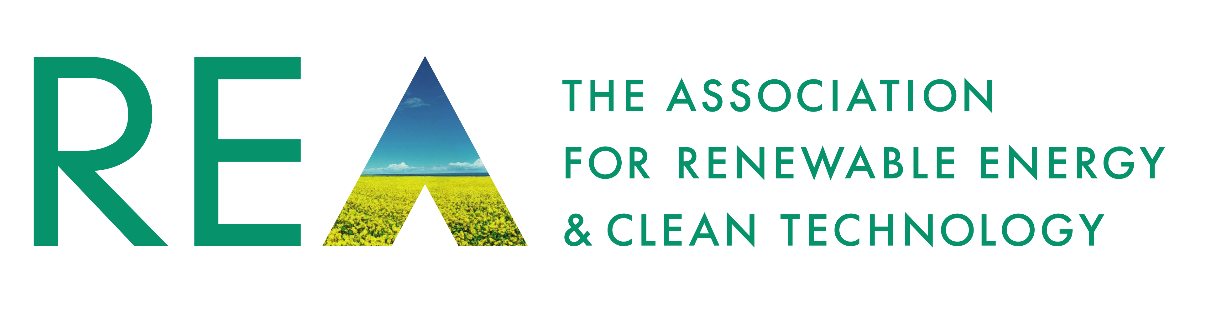 REA
THE ASSOCIATION
FOR RENEWABLE ENERGY
& CLEAN TECHNOLOGY